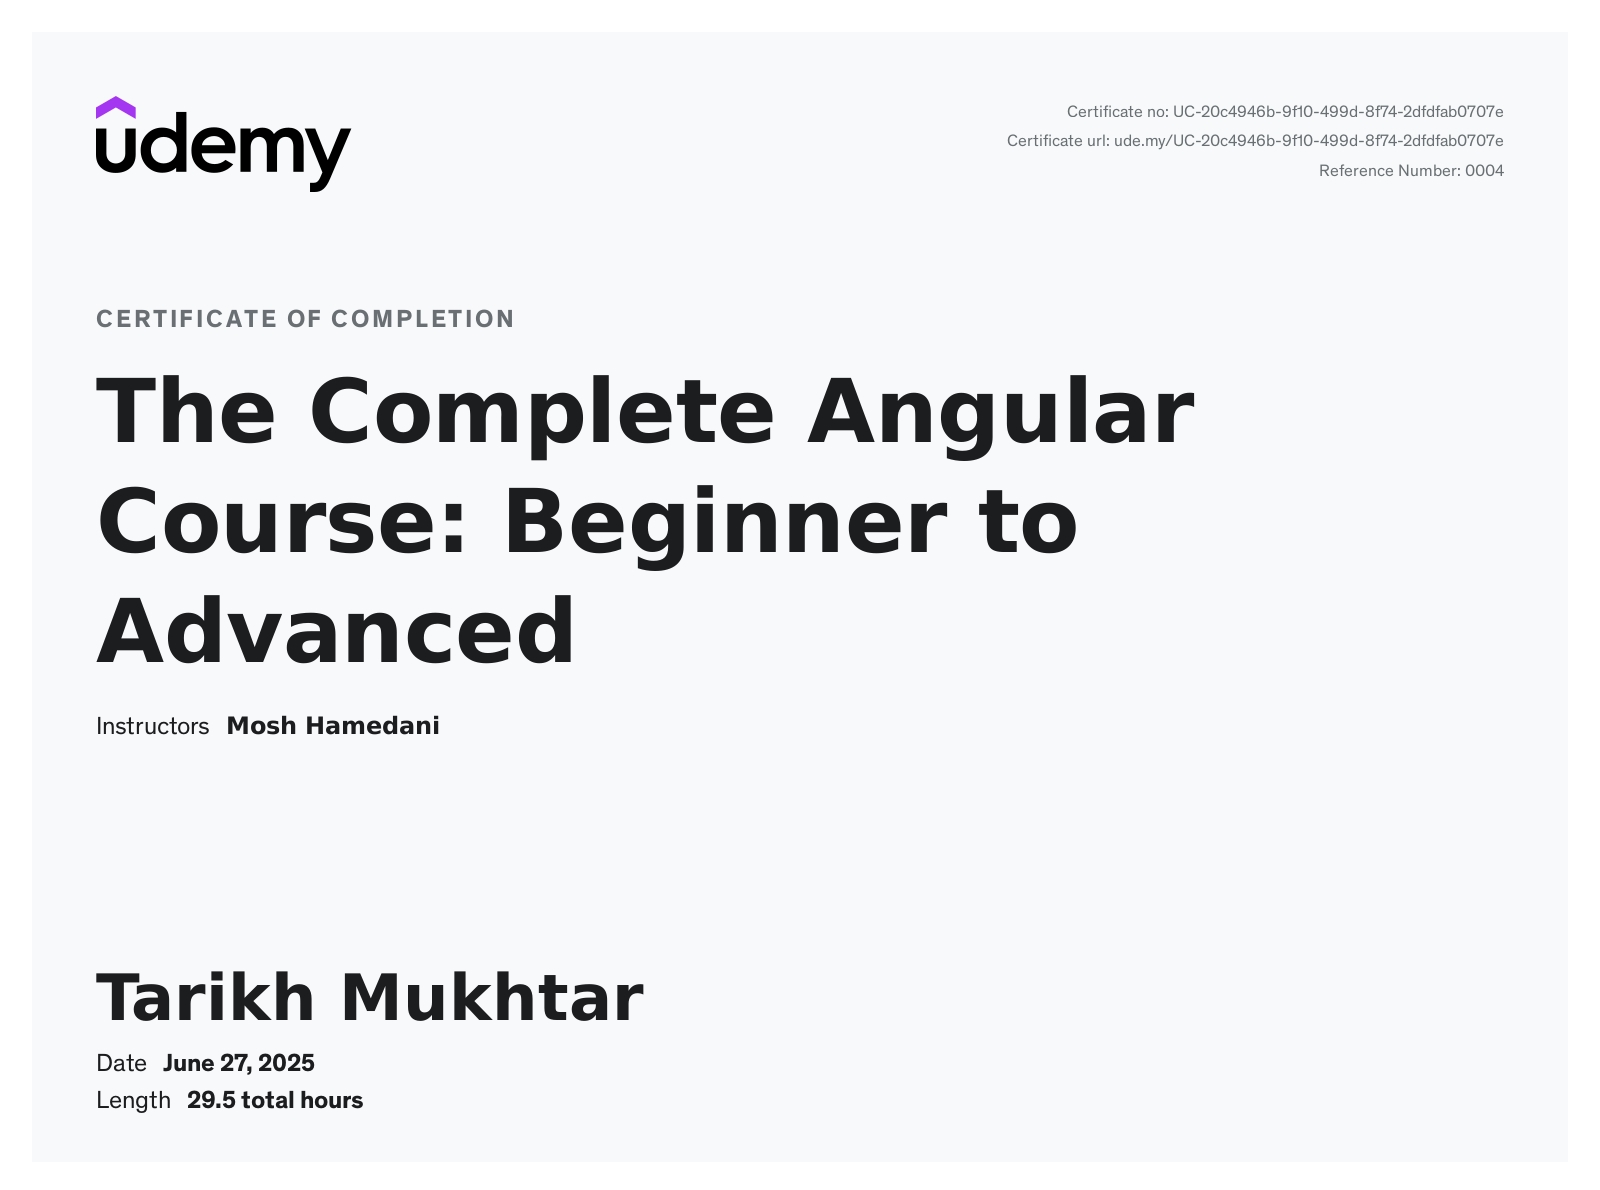 udemy
Certificate no: UC-20c4946b-9f10-499d-8f74-2dfdfab0707e
Certificate url: ude.my/UC-20c4946b-9f10-499d-8f74-2dfdfab0707e
Reference Number: 0004
CERTIFICATE OF COMPLETION
The Complete Angular
Course: Beginner to
Advanced
Instructors Mosh Hamedani
Tarikh Mukhtar
Date June 27, 2025
Length 29.5 total hours